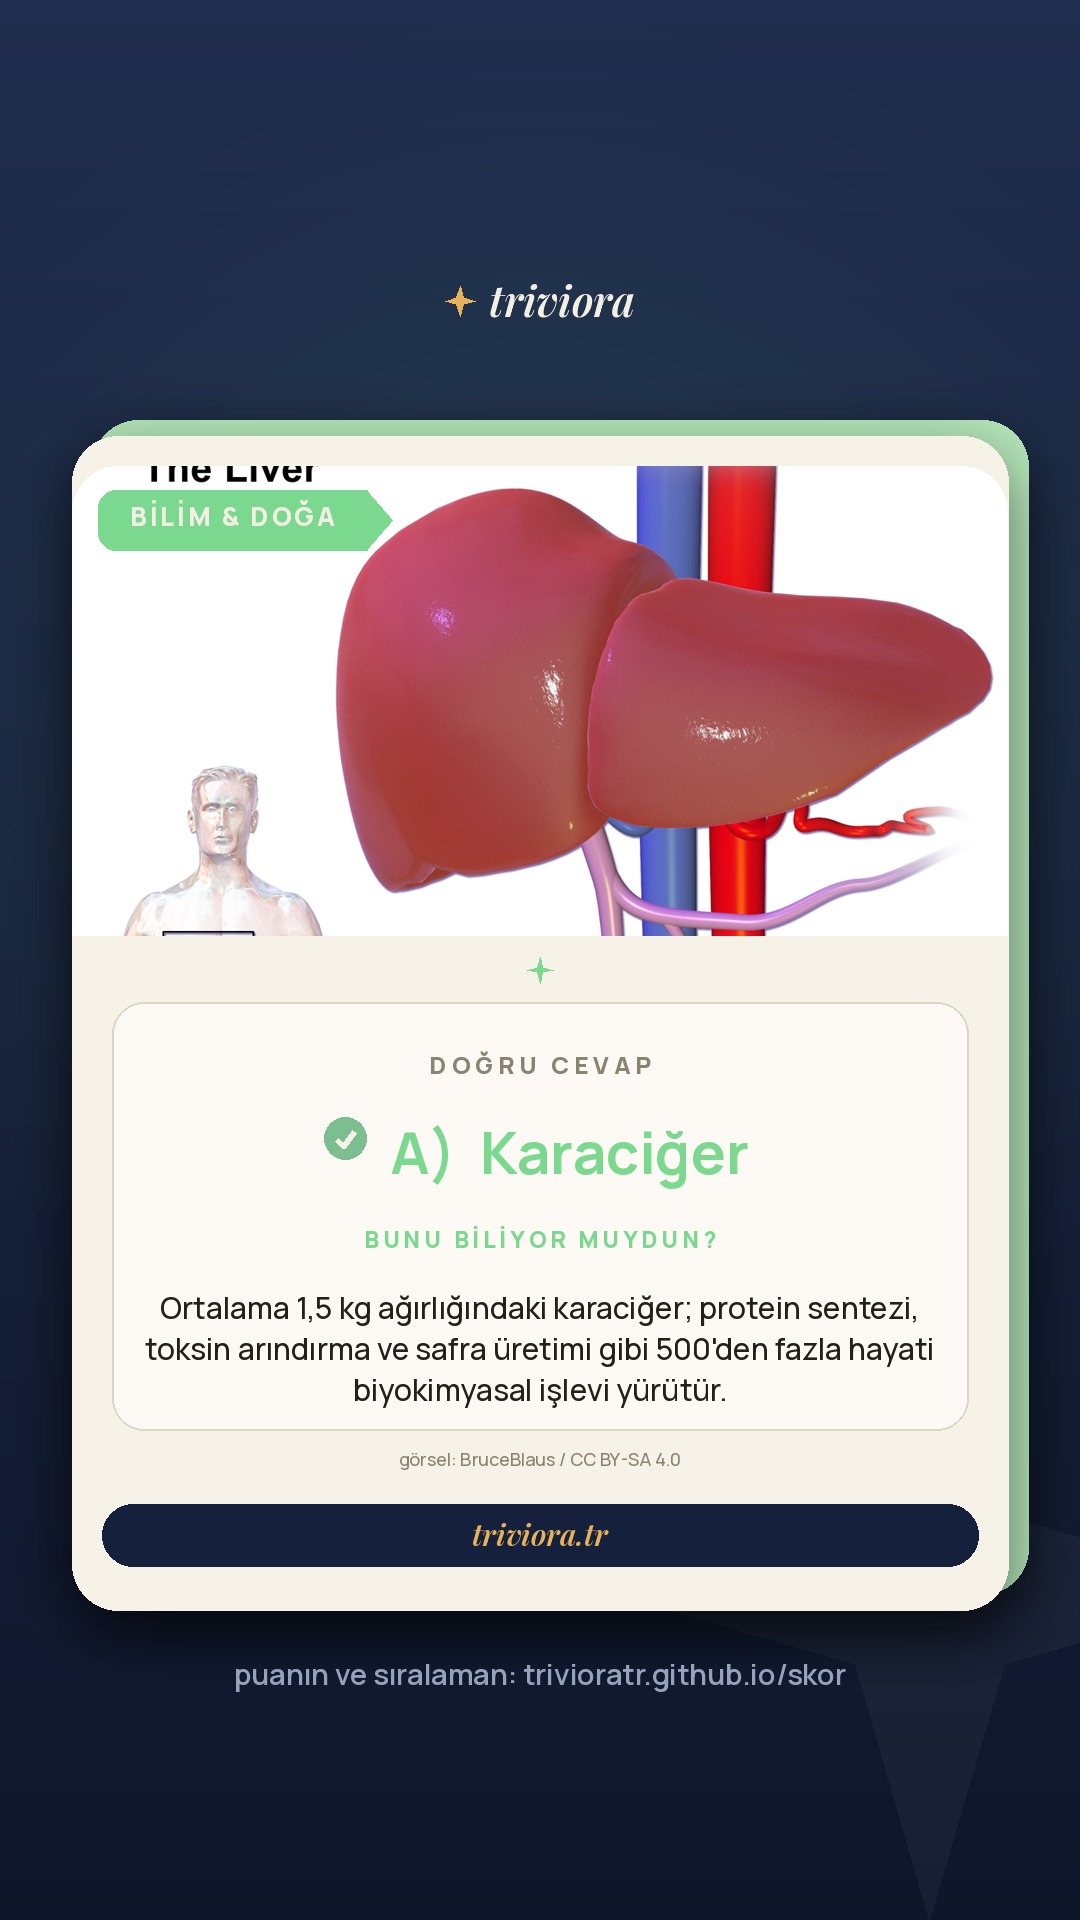 triviora
The Liver
BİLİM & DOĞA
DOĞRU CEVAP
A) Karaciğer
BUNU BİLİYOR MUYDUN?
Ortalama 1,5 kg ağırlığındaki karaciğer; protein sentezi,
toksin arındırma ve safra üretimi gibi 500'den fazla hayati
biyokimyasal işlevi yürütür.
görsel: BruceBlaus / CC BY-SA 4.0
triviora.tr
puanın ve sıralaman: trivioratr.github.io/skor